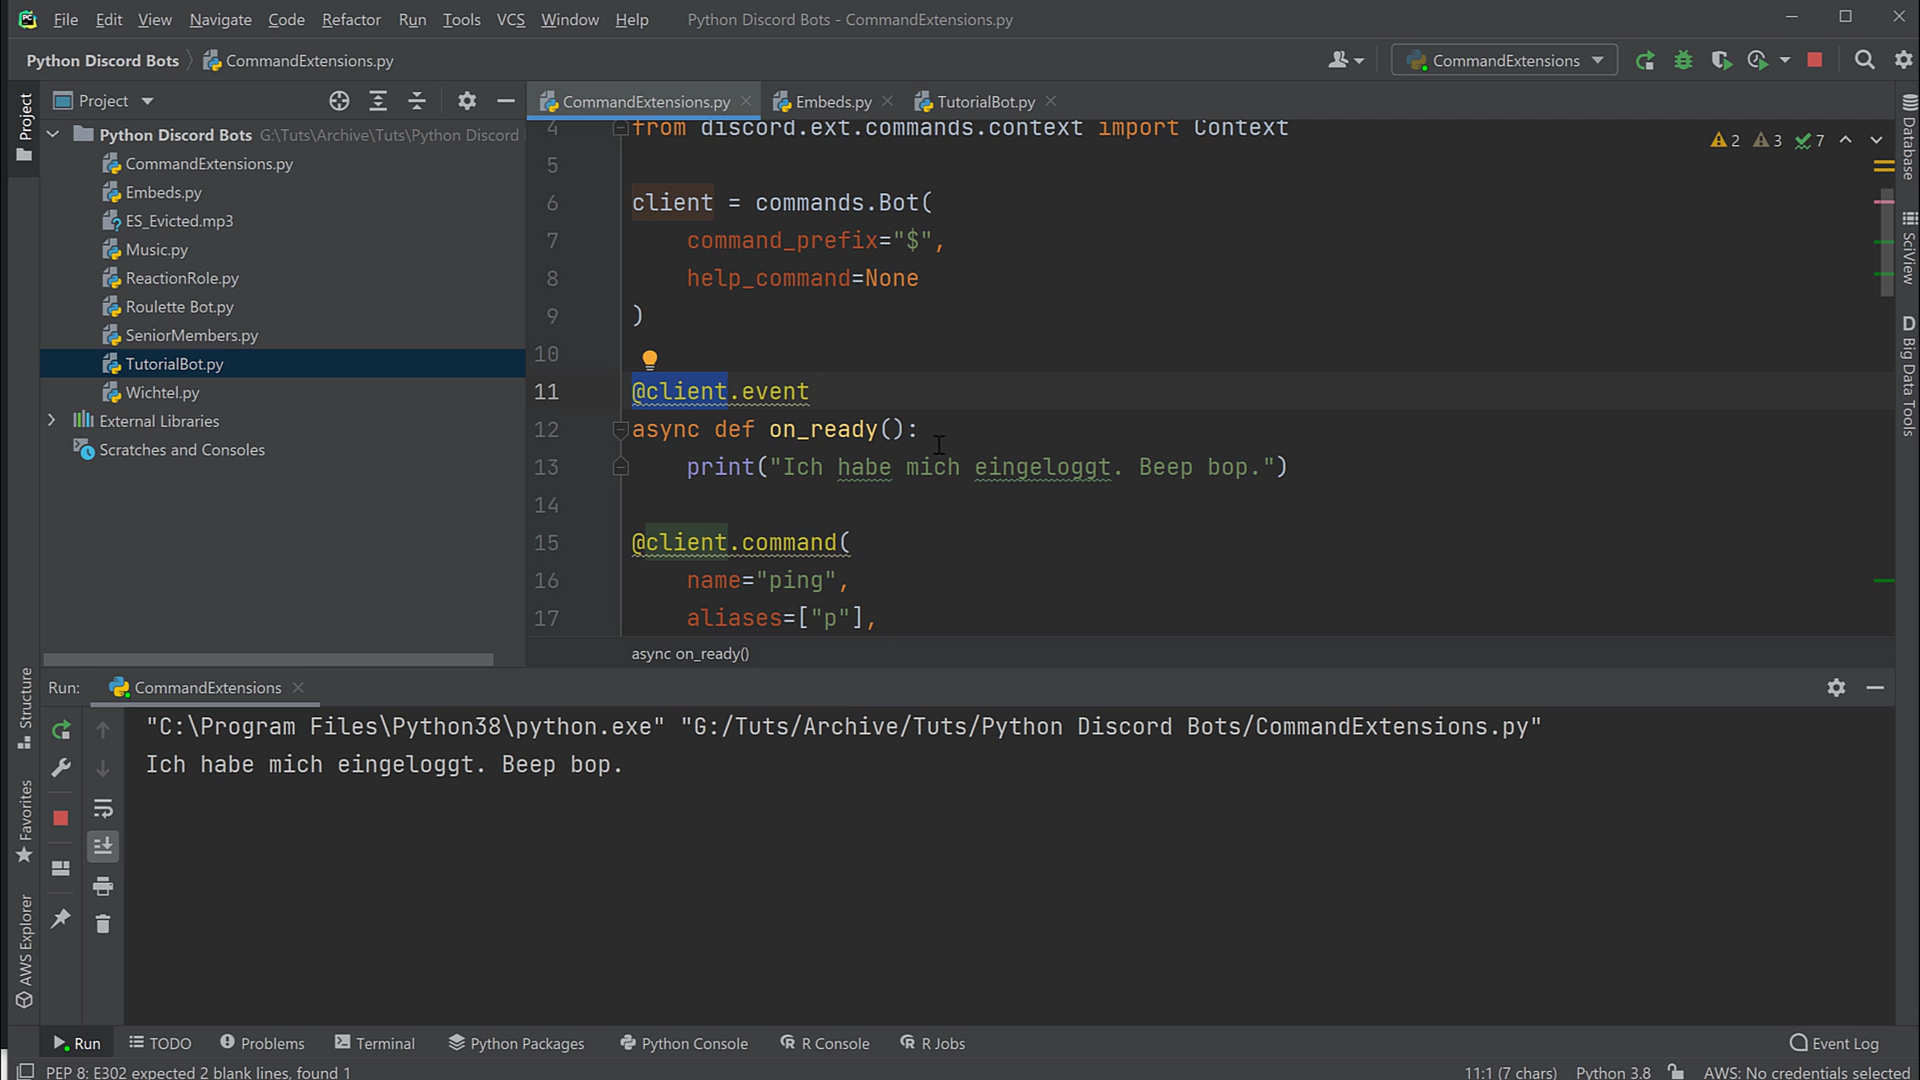 PC File Edit View Navigate Code Refactor Run Tools VCS Window Help Python Discord Bots - CommandExtensions.py
Python Discord Bots CommandExtensions.py CommandExtensions
Project
Project CommandExtensions.py Embeds.py TutorialBot.py
Python Discord Bots G:\Tuts\Archive\Tuts\Python Discord
CommandExtensions.py
Embeds.py
ES_Evicted.mp3
Music.py
ReactionRole.py
Roulette Bot.py
SeniorMembers.py
TutorialBot.py
Wichtel.py
External Libraries
Scratches and Consoles
4 from discord.ext.commands.context import Context
2 3 7
5
6 client = commands.Bot(
7 command_prefix="$",
8 help_command=None
9 )
10
11 @client.event
12 async def on_ready():
13 print("Ich habe mich eingeloggt. Beep bop.")
14
15 @client.command(
16 name="ping",
17 aliases=["p"],
async on_ready()
Database
SciView
D Big Data Tools
Structure
Favorites
AWS Explorer
Run: CommandExtensions
"C:\Program Files\Python38\python.exe" "G:/Tuts/Archive/Tuts/Python Discord Bots/CommandExtensions.py"
Ich habe mich eingeloggt. Beep bop.
Run TODO Problems Terminal Python Packages Python Console R Console R Jobs Event Log
PEP 8: E302 expected 2 blank lines, found 1 11:1 (7 chars) Python 3.8 AWS: No credentials selected